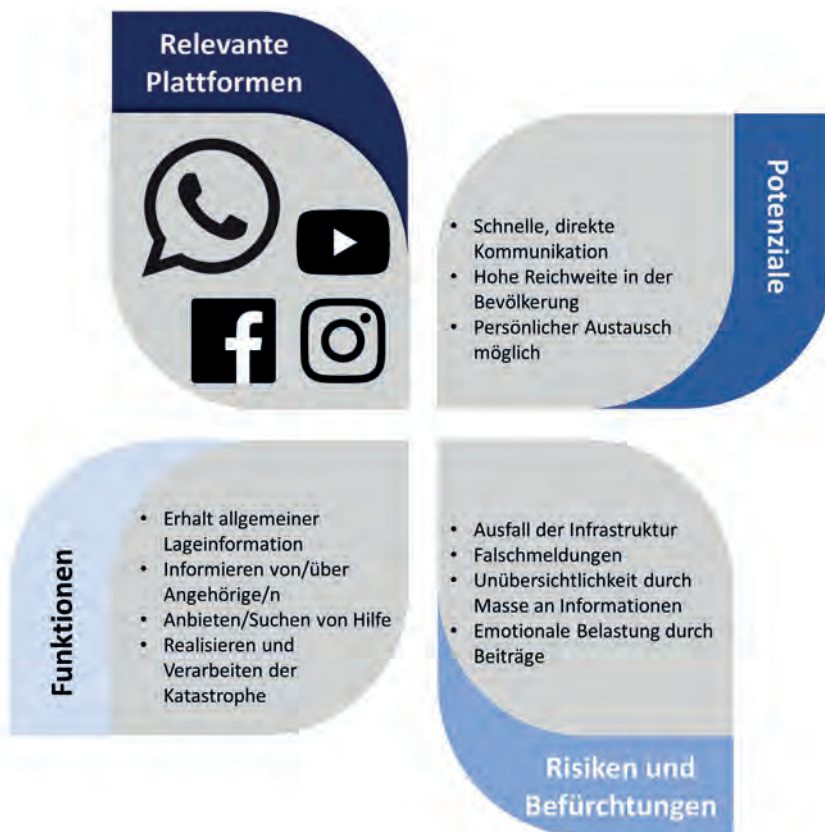 Relevante
Plattformen
Potenziale
• Schnelle, direkte
Kommunikation
• Hohe Reichweite in der
Bevölkerung
• Persönlicher Austausch
möglich
Funktionen
• Erhalt allgemeiner
Lageinformation
• Informieren von/über
Angehörige/n
• Anbieten/Suchen von Hilfe
• Realisieren und
Verarbeiten der
Katastrophe
• Ausfall der Infrastruktur
• Falschmeldungen
• Unübersichtlichkeit durch
Masse an Informationen
• Emotionale Belastung durch
Beiträge
Risiken und
Befürchtungen